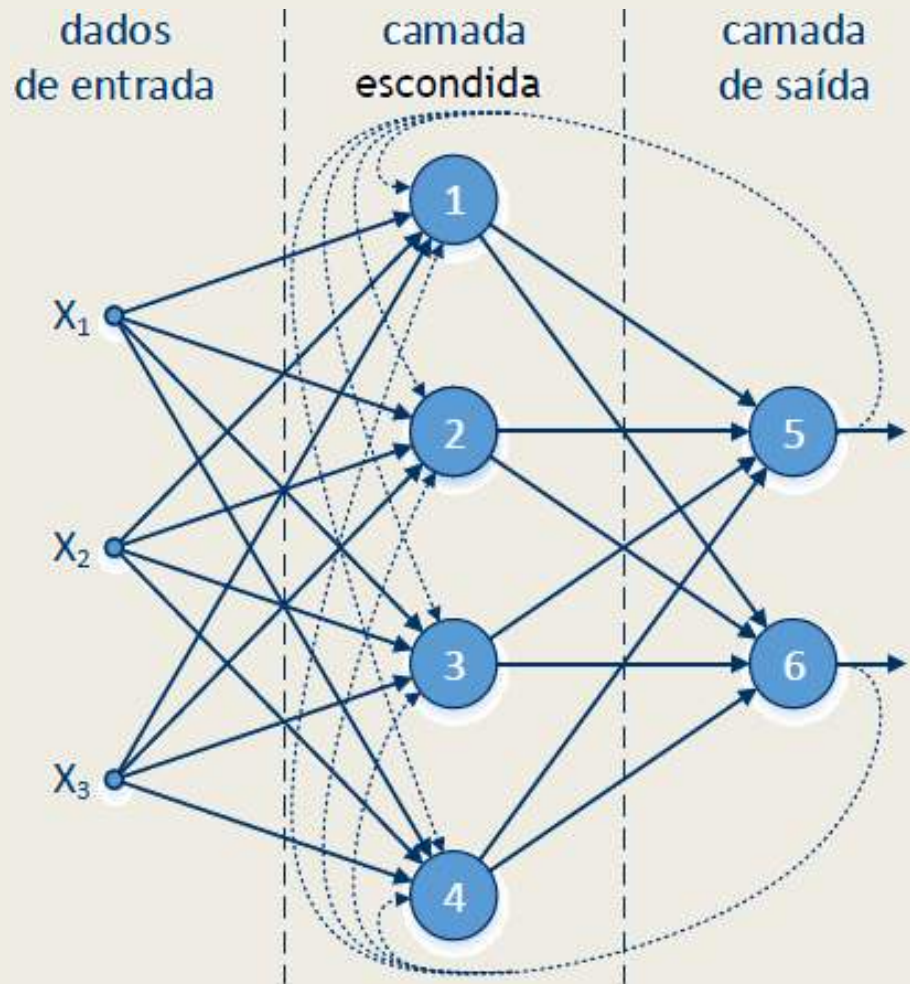 dados
de entrada
camada
escondida
camada
de saída
1
X₁
2
5
X₂
3
6
X₃
4